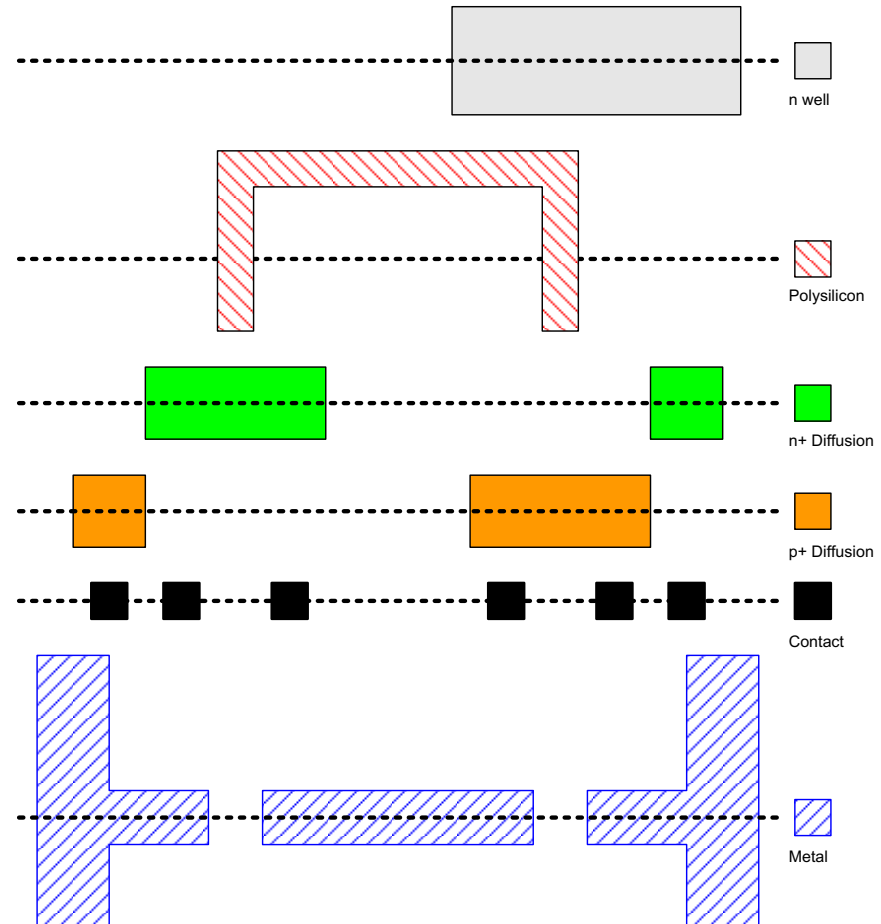 n well
Polysilicon
n+ Diffusion
p+ Diffusion
Contact
Metal